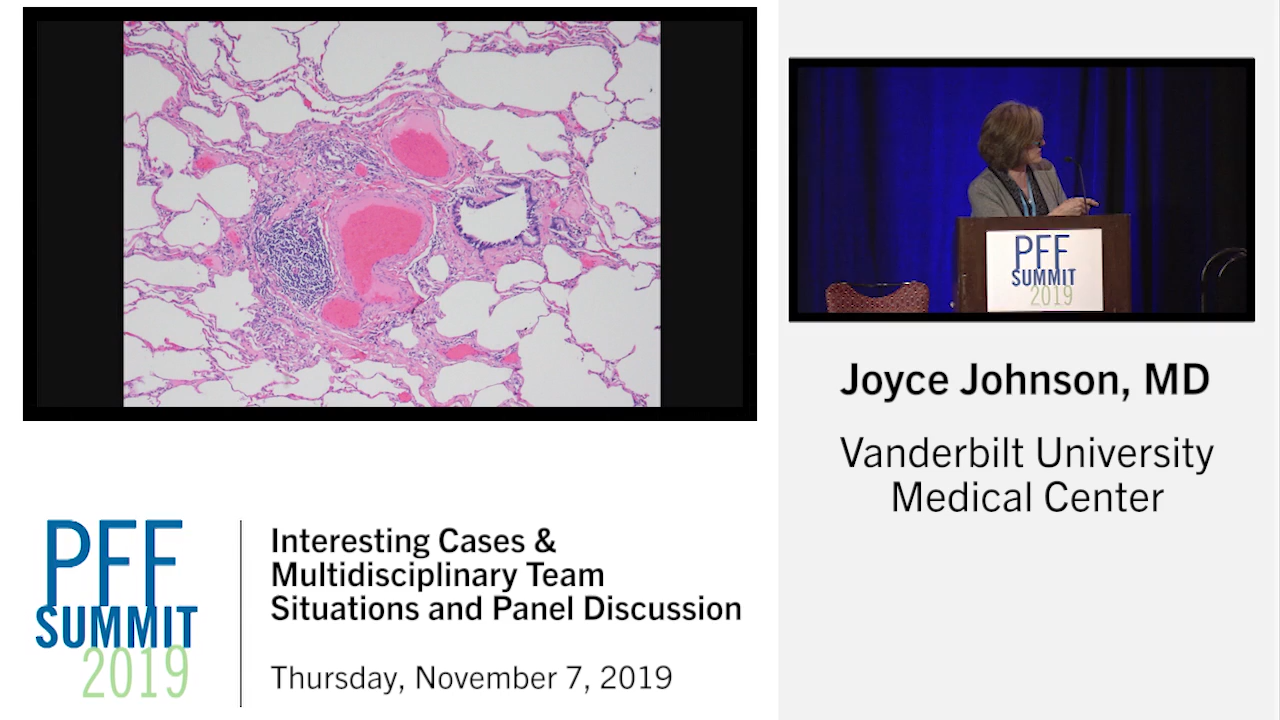 PFF
SUMMIT
2019
Joyce Johnson, MD
Vanderbilt University
Medical Center
PFF
SUMMIT
2019
Interesting Cases &
Multidisciplinary Team
Situations and Panel Discussion
Thursday, November 7, 2019